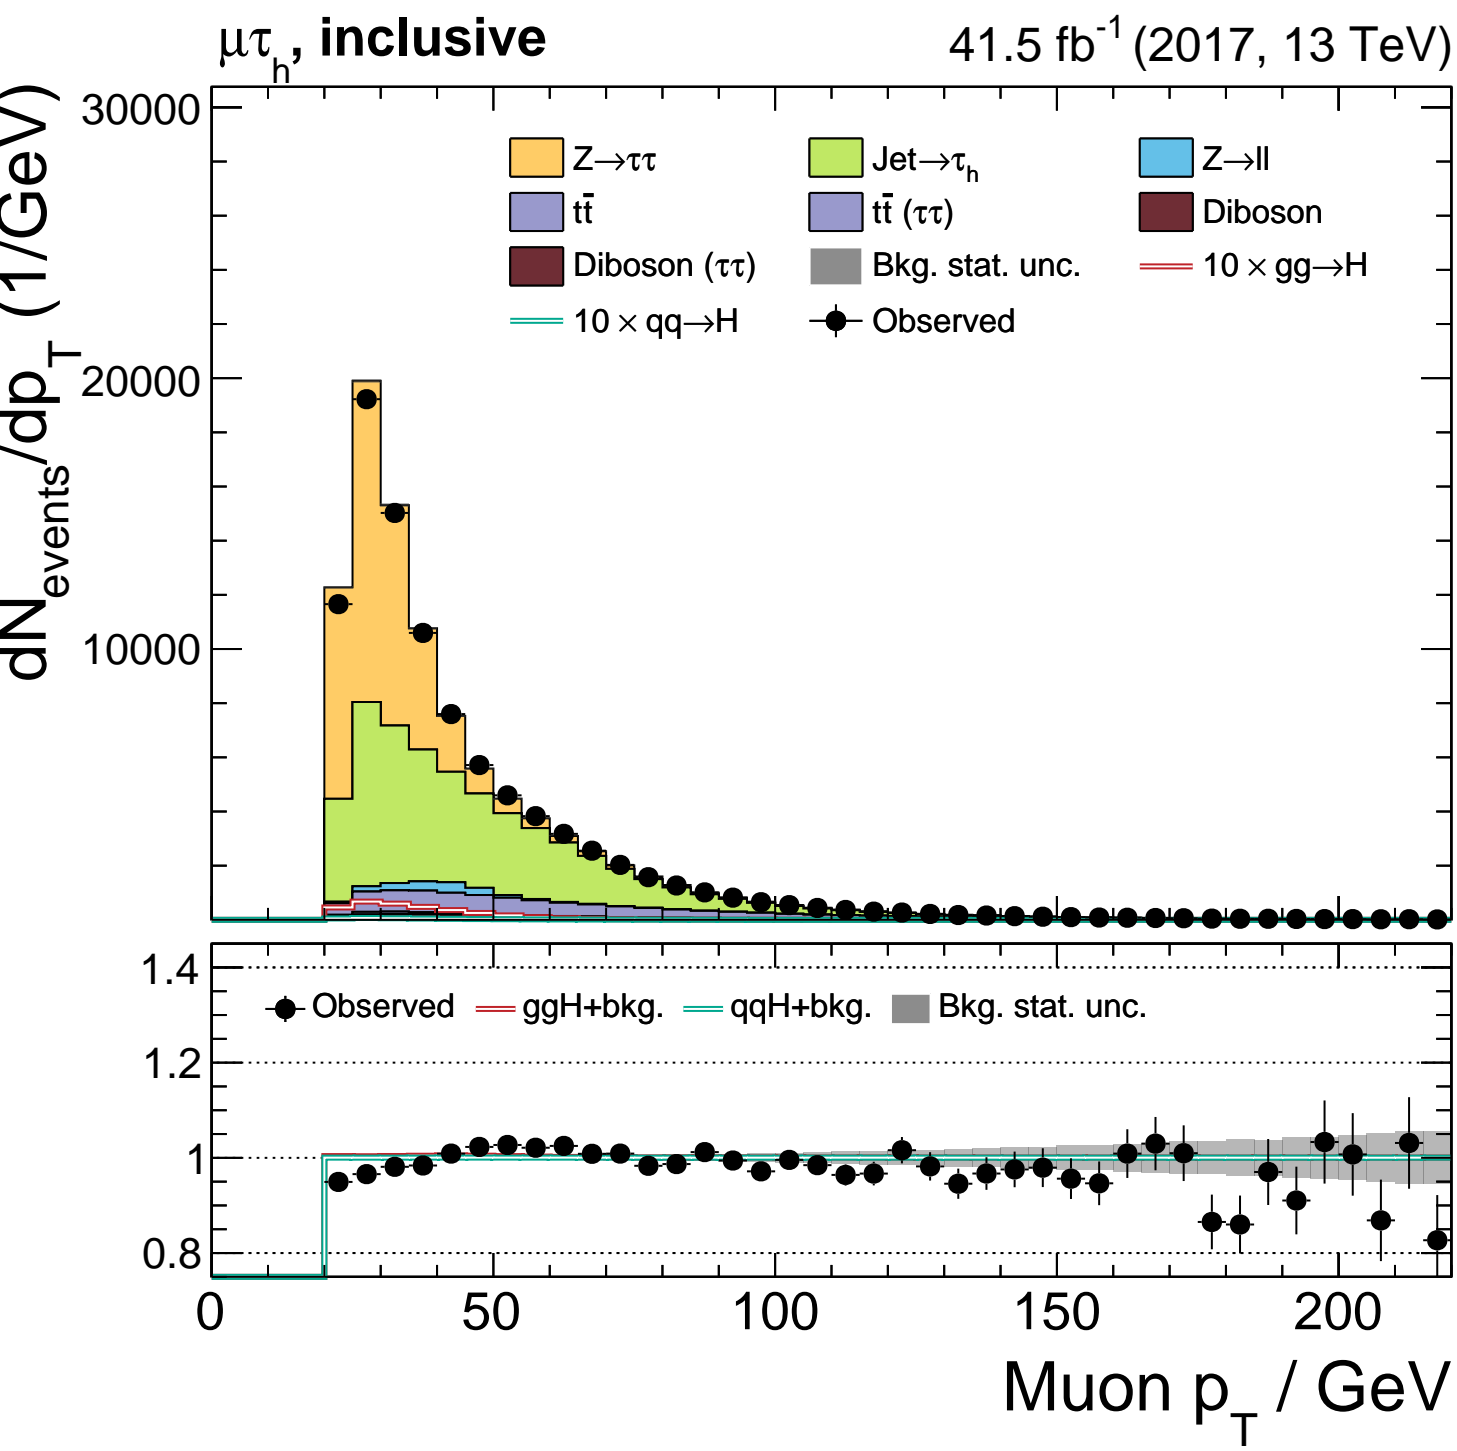 μτh, inclusive 41.5 fb-1 (2017, 13 TeV)
dNevents/dpT (1/GeV)
30000
20000
10000
Z→ττ Jet→τh Z→ll
tt̄ tt̄ (ττ) Diboson
Diboson (ττ) Bkg. stat. unc. 10 × gg→H
10 × qq→H Observed
1.4
1.2
1
0.8
Observed ggH+bkg. qqH+bkg. Bkg. stat. unc.
0 50 100 150 200
Muon pT / GeV